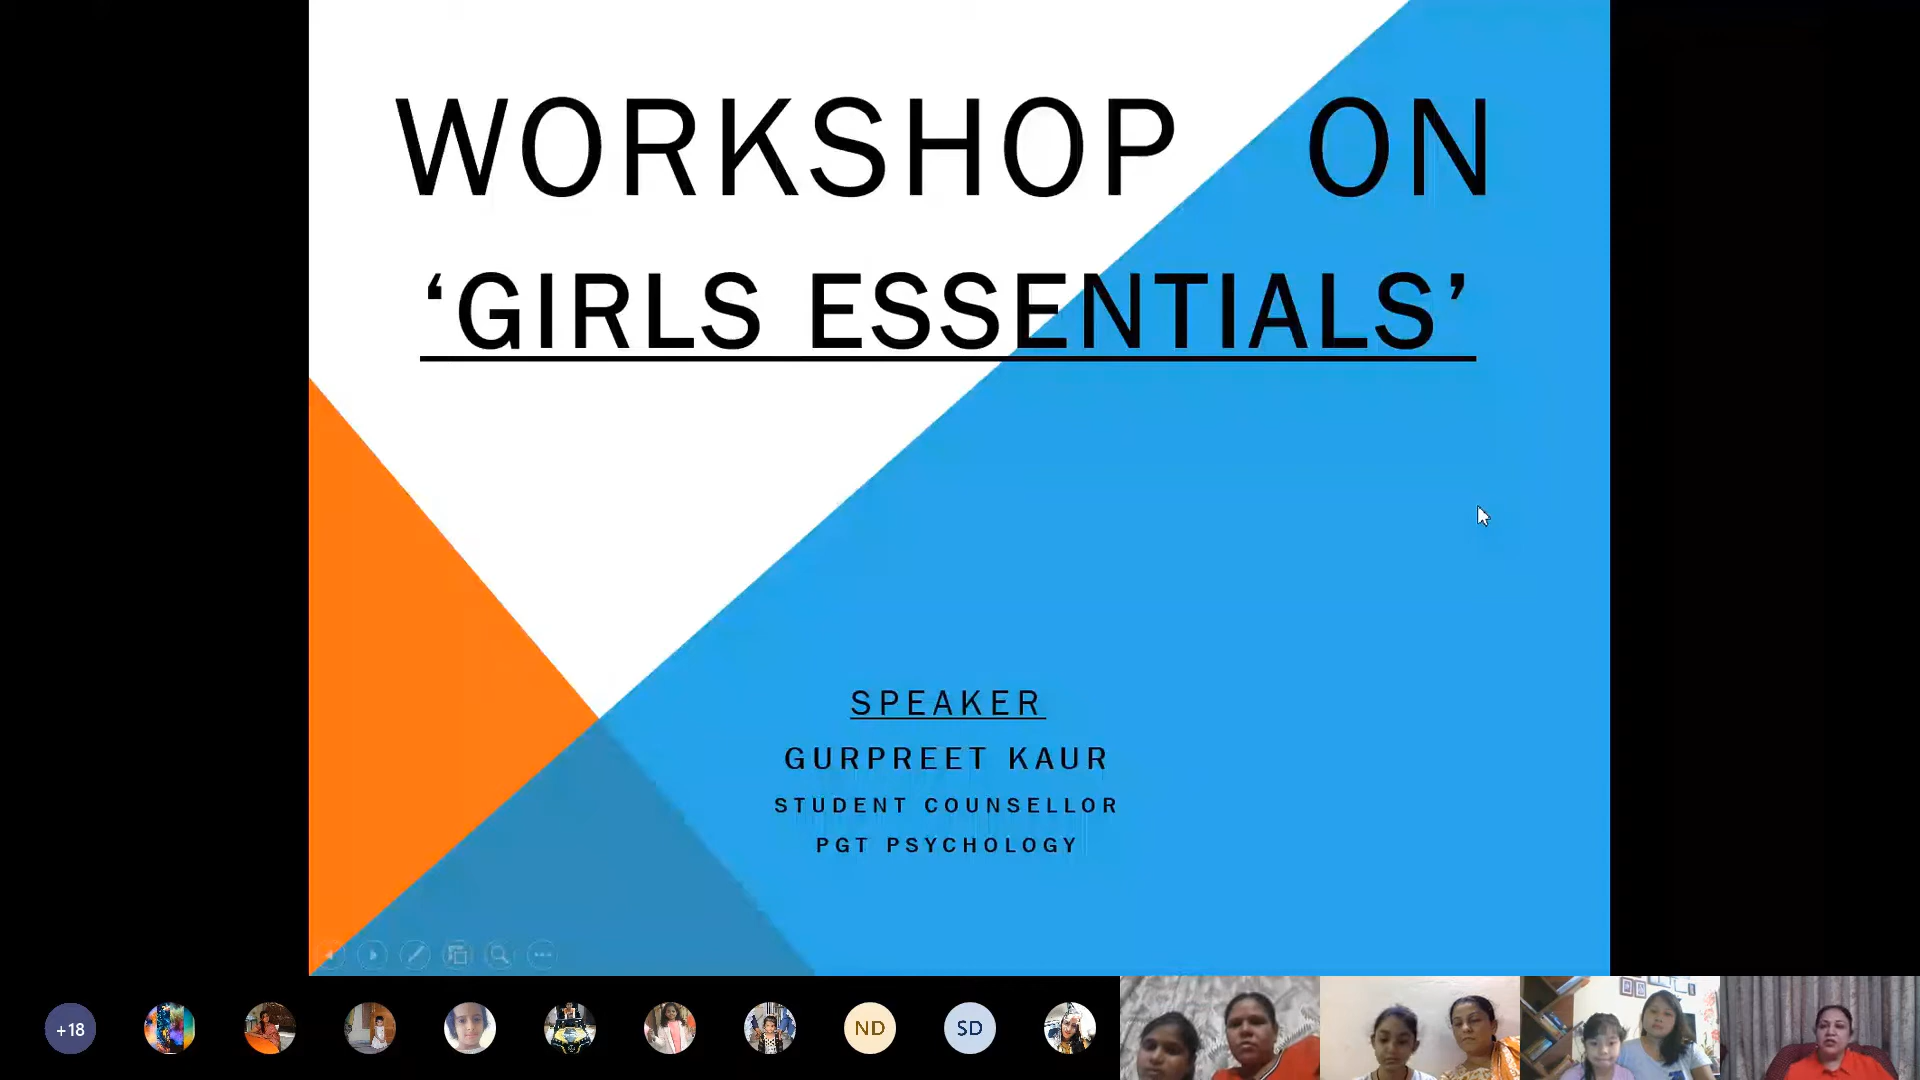 WORKSHOP ON
‘GIRLS ESSENTIALS’
SPEAKER
GURPREET KAUR
STUDENT COUNSELLOR
PGT PSYCHOLOGY
+18
ND
SD